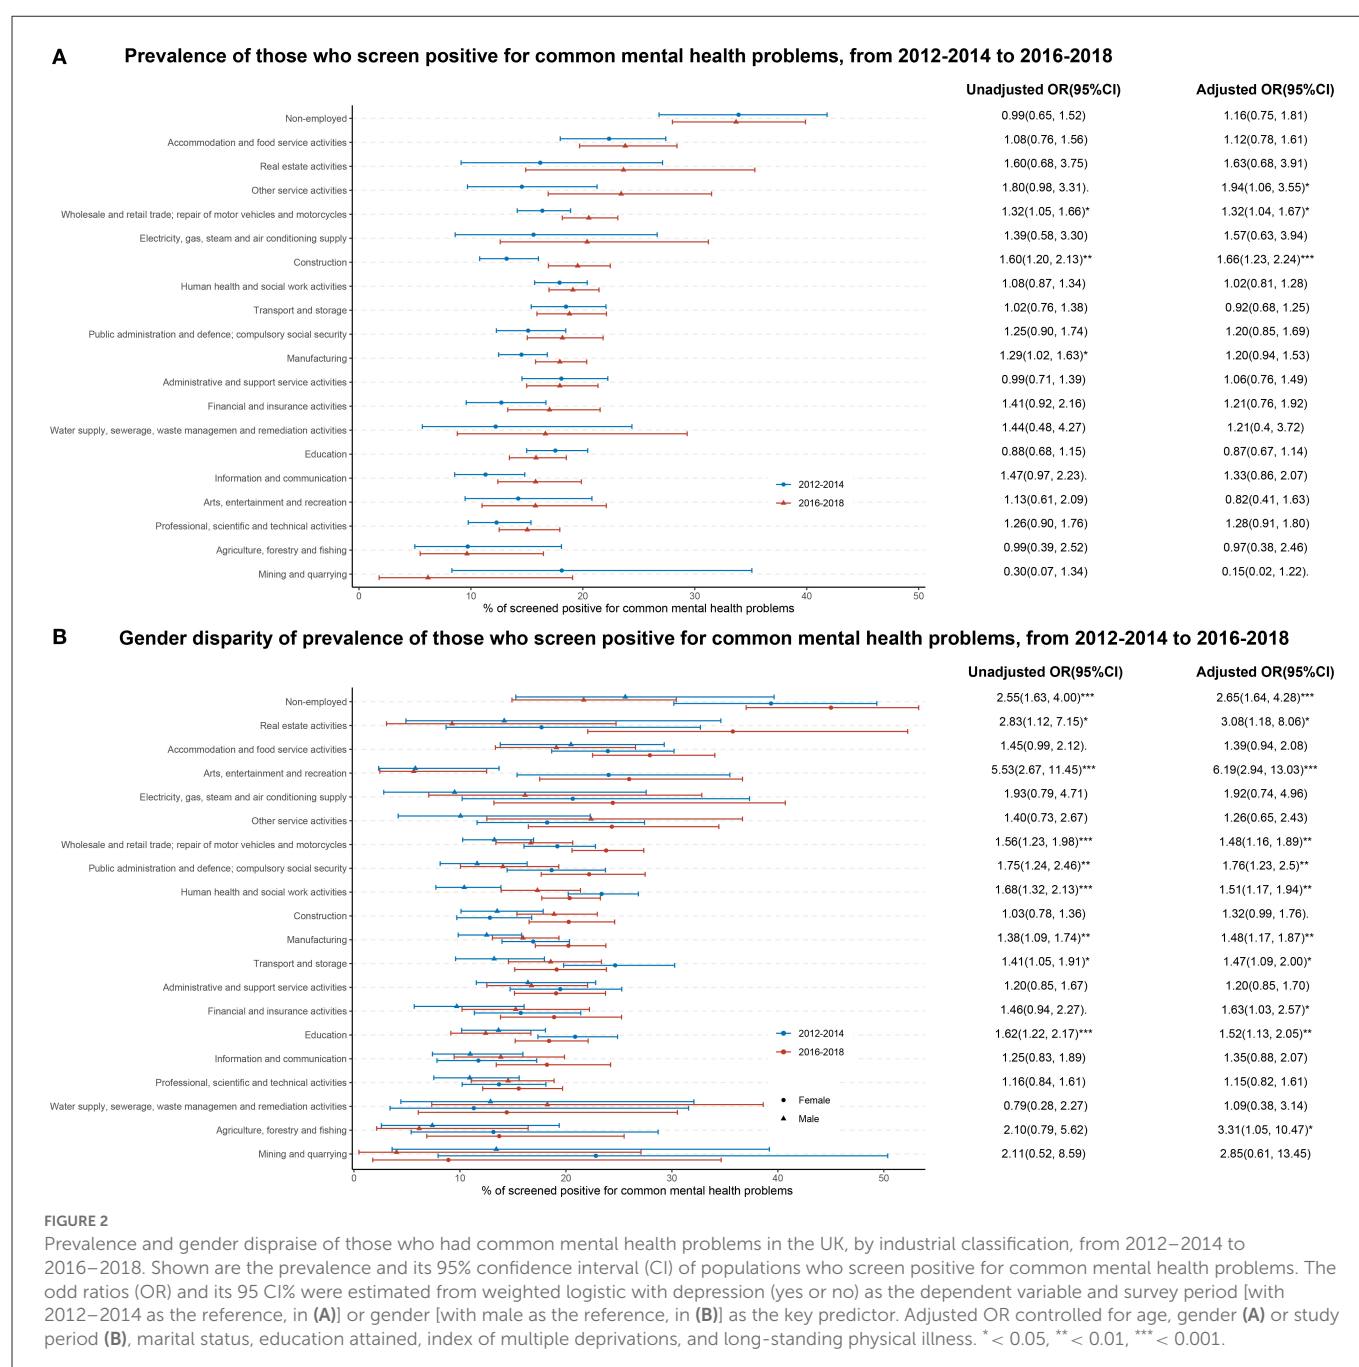 A Prevalence of those who screen positive for common mental health problems, from 2012-2014 to 2016-2018
Unadjusted OR(95%CI) Adjusted OR(95%CI)
Non-employed 0.99(0.65, 1.52) 1.16(0.75, 1.81)
Accommodation and food service activities 1.08(0.76, 1.56) 1.12(0.78, 1.61)
Real estate activities 1.60(0.68, 3.75) 1.63(0.68, 3.91)
Other service activities 1.80(0.98, 3.31). 1.94(1.06, 3.55)*
Wholesale and retail trade; repair of motor vehicles and motorcycles 1.32(1.05, 1.66)* 1.32(1.04, 1.67)*
Electricity, gas, steam and air conditioning supply 1.39(0.58, 3.30) 1.57(0.63, 3.94)
Construction 1.60(1.20, 2.13)** 1.66(1.23, 2.24)***
Human health and social work activities 1.08(0.87, 1.34) 1.02(0.81, 1.28)
Transport and storage 1.02(0.76, 1.38) 0.92(0.68, 1.25)
Public administration and defence; compulsory social security 1.25(0.90, 1.74) 1.20(0.85, 1.69)
Manufacturing 1.29(1.02, 1.63)* 1.20(0.94, 1.53)
Administrative and support service activities 0.99(0.71, 1.39) 1.06(0.76, 1.49)
Financial and insurance activities 1.41(0.92, 2.16) 1.21(0.76, 1.92)
Water supply, sewerage, waste managemen and remediation activities 1.44(0.48, 4.27) 1.21(0.4, 3.72)
Education 0.88(0.68, 1.15) 0.87(0.67, 1.14)
Information and communication 1.47(0.97, 2.23). 1.33(0.86, 2.07)
2012-2014
Arts, entertainment and recreation 1.13(0.61, 2.09) 0.82(0.41, 1.63)
2016-2018
Professional, scientific and technical activities 1.26(0.90, 1.76) 1.28(0.91, 1.80)
Agriculture, forestry and fishing 0.99(0.39, 2.52) 0.97(0.38, 2.46)
Mining and quarrying 0.30(0.07, 1.34) 0.15(0.02, 1.22).
0 10 20 30 40 50
% of screened positive for common mental health problems
B Gender disparity of prevalence of those who screen positive for common mental health problems, from 2012-2014 to 2016-2018
Unadjusted OR(95%CI) Adjusted OR(95%CI)
Non-employed 2.55(1.63, 4.00)*** 2.65(1.64, 4.28)***
Real estate activities 2.83(1.12, 7.15)* 3.08(1.18, 8.06)*
Accommodation and food service activities 1.45(0.99, 2.12). 1.39(0.94, 2.08)
Arts, entertainment and recreation 5.53(2.67, 11.45)*** 6.19(2.94, 13.03)***
Electricity, gas, steam and air conditioning supply 1.93(0.79, 4.71) 1.92(0.74, 4.96)
Other service activities 1.40(0.73, 2.67) 1.26(0.65, 2.43)
Wholesale and retail trade; repair of motor vehicles and motorcycles 1.56(1.23, 1.98)*** 1.48(1.16, 1.89)**
Public administration and defence; compulsory social security 1.75(1.24, 2.46)** 1.76(1.23, 2.5)**
Human health and social work activities 1.68(1.32, 2.13)*** 1.51(1.17, 1.94)**
Construction 1.03(0.78, 1.36) 1.32(0.99, 1.76).
Manufacturing 1.38(1.09, 1.74)** 1.48(1.17, 1.87)**
Transport and storage 1.41(1.05, 1.91)* 1.47(1.09, 2.00)*
Administrative and support service activities 1.20(0.85, 1.67) 1.20(0.85, 1.70)
Financial and insurance activities 1.46(0.94, 2.27). 1.63(1.03, 2.57)*
Education 2012-2014 1.62(1.22, 2.17)*** 1.52(1.13, 2.05)**
2016-2018
Information and communication 1.25(0.83, 1.89) 1.35(0.88, 2.07)
Professional, scientific and technical activities 1.16(0.84, 1.61) 1.15(0.82, 1.61)
Female
Water supply, sewerage, waste managemen and remediation activities 0.79(0.28, 2.27) 1.09(0.38, 3.14)
Male
Agriculture, forestry and fishing 2.10(0.79, 5.62) 3.31(1.05, 10.47)*
Mining and quarrying 2.11(0.52, 8.59) 2.85(0.61, 13.45)
0 10 20 30 40 50
% of screened positive for common mental health problems
FIGURE 2
Prevalence and gender dispraise of those who had common mental health problems in the UK, by industrial classification, from 2012–2014 to
2016–2018. Shown are the prevalence and its 95% confidence interval (CI) of populations who screen positive for common mental health problems. The
odd ratios (OR) and its 95 CI% were estimated from weighted logistic with depression (yes or no) as the dependent variable and survey period [with
2012–2014 as the reference, in (A)] or gender [with male as the reference, in (B)] as the key predictor. Adjusted OR controlled for age, gender (A) or study
period (B), marital status, education attained, index of multiple deprivations, and long-standing physical illness. *< 0.05, **< 0.01, ***< 0.001.